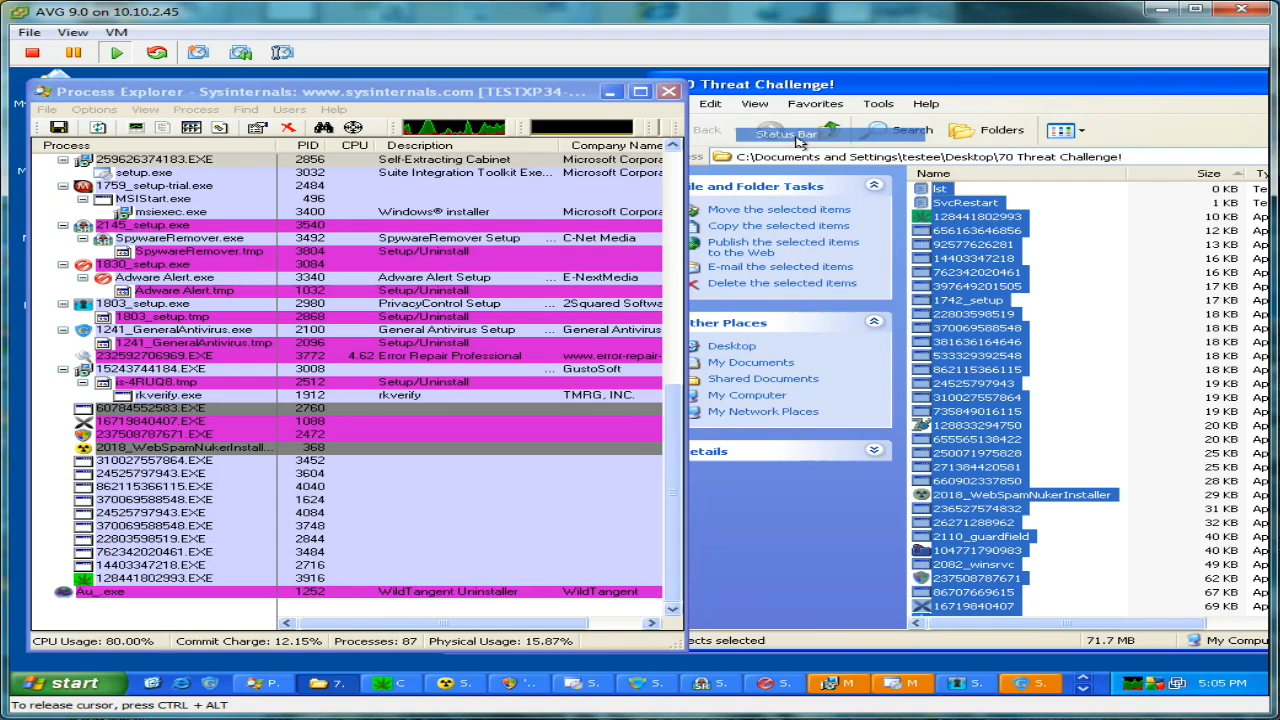 AVG 9.0 on 10.10.2.45
File View VM
Process Explorer - Sysinternals: www.sysinternals.com [TESTXP34-...
File Options View Process Find Users Help
Process PID CPU Description Company Name
259626374183.EXE 2856 Self-Extracting Cabinet Microsoft Corpora
setup.exe 3032 Suite Integration Toolkit Exe... Microsoft Corpora
1759_setup-trial.exe 2484
MSIStart.exe 496
msiexec.exe 3400 Windows® installer Microsoft Corpora
2145_setup.exe 3540
SpywareRemover.exe 3492 SpywareRemover Setup ... C-Net Media
SpywareRemover.tmp 3804 Setup/Uninstall
1830_setup.exe 3084
Adware Alert.exe 3340 Adware Alert Setup ... E-NextMedia
Adware Alert.tmp 1032 Setup/Uninstall
1803_setup.exe 2980 PrivacyControl Setup ... 2Squared Softwa
1803_setup.tmp 2868 Setup/Uninstall
1241_GeneralAntivirus.exe 2100 General Antivirus Setup ... General Antivirus
1241_GeneralAntivirus.tmp 2096 Setup/Uninstall
232592706969.EXE 3772 4.62 Error Repair Professional www.error-repair-
15243744184.EXE 3008 GustoSoft
is-4RUQ8.tmp 2512 Setup/Uninstall
rkverify.exe 1912 rkverify TMRG, INC.
60784552583.EXE 2760
16719840407.EXE 1088
237508787671.EXE 2472
2018_WebSpamNukerInstall... 368
310027557864.EXE 3452
24525797943.EXE 3604
862115366115.EXE 4040
370069588548.EXE 1624
24525797943.EXE 4084
370069588548.EXE 3748
22803598519.EXE 2844
762342020461.EXE 3484
14403347218.EXE 2716
128441802993.EXE 3916
Au_.exe 1252 WildTangent Uninstaller WildTangent
CPU Usage: 80.00% Commit Charge: 12.15% Processes: 87 Physical Usage: 15.87%
70 Threat Challenge!
Edit View Favorites Tools Help
Back Status Bar Search Folders
ess C:\Documents and Settings\testee\Desktop\70 Threat Challenge!
ile and Folder Tasks
Move the selected items
Copy the selected items
Publish the selected items
to the Web
E-mail the selected items
Delete the selected items
ther Places
Desktop
My Documents
Shared Documents
My Computer
My Network Places
etails
Name Size Ty
lst 0 KB Te
SvcRestart 1 KB Te
128441802993 10 KB Ap
656163646856 12 KB Ap
92577626281 13 KB Ap
14403347218 16 KB Ap
762342020461 16 KB Ap
397649201505 17 KB Ap
1742_setup 17 KB Ap
22803598519 17 KB Ap
370069588548 18 KB Ap
381636164646 18 KB Ap
533329392548 18 KB Ap
862115366115 18 KB Ap
24525797943 19 KB Ap
310027557864 19 KB Ap
735849016115 19 KB Ap
128833294750 20 KB Ap
655565138422 20 KB Ap
250071975828 25 KB Ap
271384420581 25 KB Ap
660902337850 25 KB Ap
2018_WebSpamNukerInstaller 29 KB Ap
236527574832 31 KB Ap
26271288962 32 KB Ap
2110_guardfield 40 KB Ap
104771790983 40 KB Ap
2082_winsrvc 49 KB Ap
237508787671 62 KB Ap
86707669615 67 KB Ap
16719840407 69 KB Ap
ects selected 71.7 MB My Compu
start P... 7. C S. '.. S. S. S. S. M M S. S. 5:05 PM
To release cursor, press CTRL + ALT